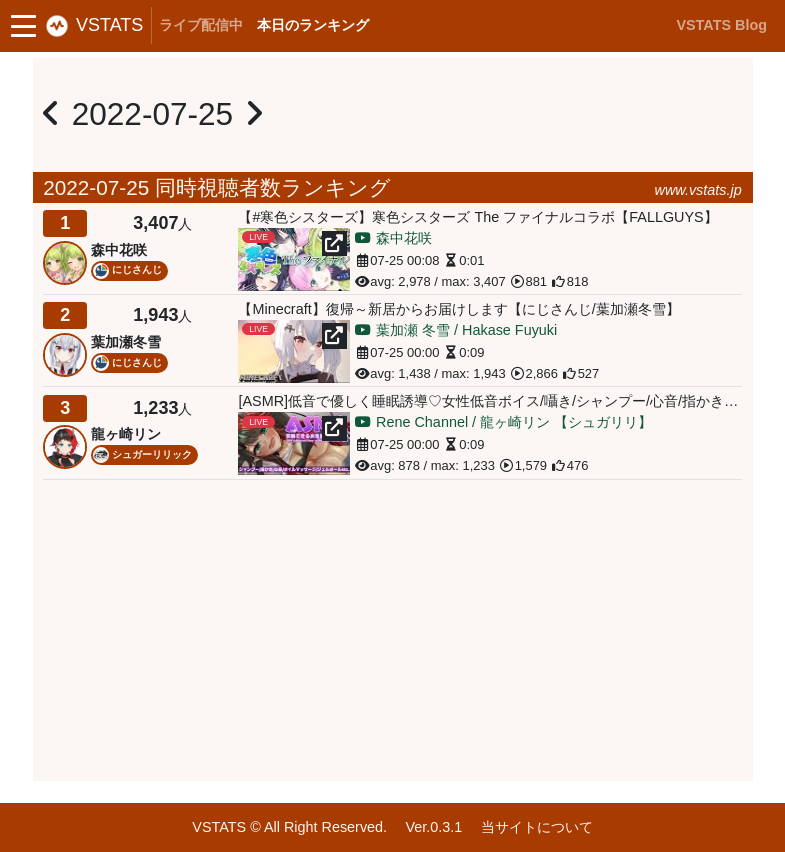 VSTATS ライブ配信中 本日のランキング VSTATS Blog
2022-07-25
2022-07-25 同時視聴者数ランキング www.vstats.jp
1 3,407人
森中花咲
にじさんじ
【#寒色シスターズ】寒色シスターズ The ファイナルコラボ【FALLGUYS】
LIVE
森中花咲
07-25 00:08 0:01
avg: 2,978 / max: 3,407 881 818
2 1,943人
葉加瀬冬雪
にじさんじ
【Minecraft】復帰～新居からお届けします【にじさんじ/葉加瀬冬雪】
LIVE
MINECRAFT
葉加瀬 冬雪 / Hakase Fuyuki
07-25 00:00 0:09
avg: 1,438 / max: 1,943 2,866 527
3 1,233人
龍ヶ崎リン
シュガーリリック
[ASMR]低音で優しく睡眠誘導♡女性低音ボイス/囁き/シャンプー/心音/指かき…
LIVE
ASM
Rene Channel / 龍ヶ崎リン 【シュガリリ】
07-25 00:00 0:09
avg: 878 / max: 1,233 1,579 476
VSTATS © All Right Reserved. Ver.0.3.1 当サイトについて